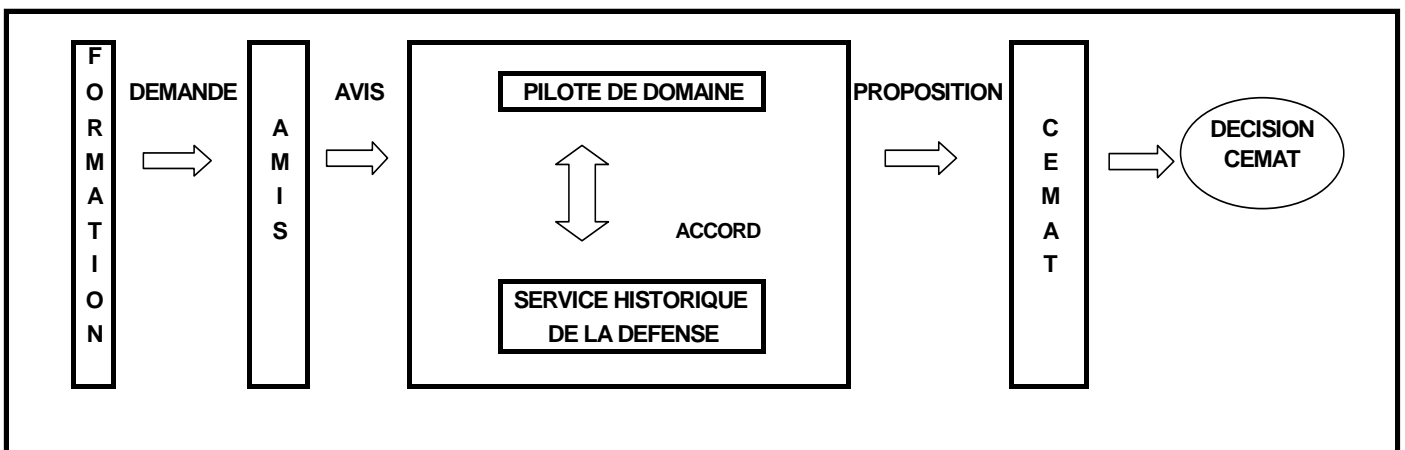 FORMATION
DEMANDE
AMIS
AVIS
PILOTE DE DOMAINE
ACCORD
SERVICE HISTORIQUE
DE LA DEFENSE
PROPOSITION
CEMAT
DECISION
CEMAT